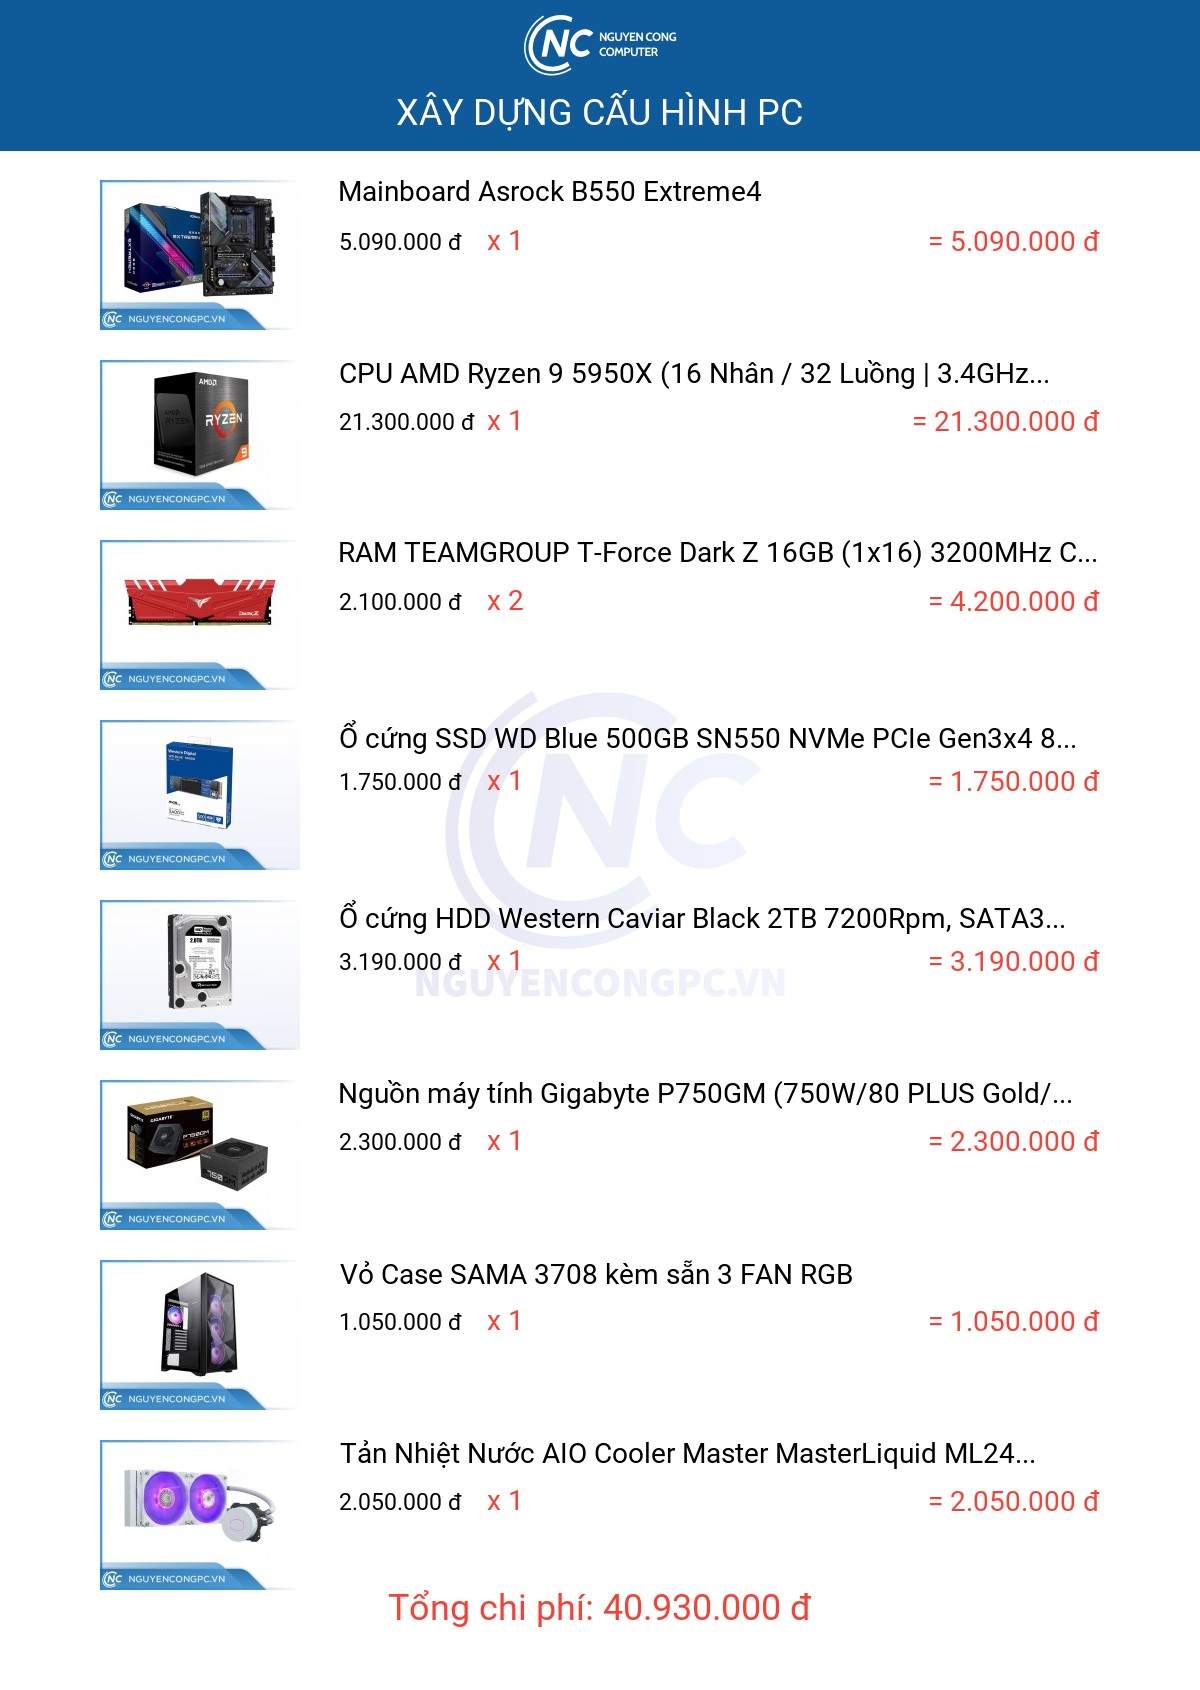 NC NGUYEN CONG
COMPUTER
XÂY DỰNG CẤU HÌNH PC
Mainboard Asrock B550 Extreme4
5.090.000 đ x 1 = 5.090.000 đ
NC NGUYENCONGPC.VN
CPU AMD Ryzen 9 5950X (16 Nhân / 32 Luồng | 3.4GHz...
21.300.000 đ x 1 = 21.300.000 đ
AMD
RYZEN
9
NC NGUYENCONGPC.VN
RAM TEAMGROUP T-Force Dark Z 16GB (1x16) 3200MHz C...
2.100.000 đ x 2 = 4.200.000 đ
NC NGUYENCONGPC.VN
Ổ cứng SSD WD Blue 500GB SN550 NVMe PCIe Gen3x4 8...
1.750.000 đ x 1 = 1.750.000 đ
Western Digital
NC NGUYENCONGPC.VN
NC
Ổ cứng HDD Western Caviar Black 2TB 7200Rpm, SATA3...
3.190.000 đ x 1 = 3.190.000 đ
2.0TB
NGUYENCONGPC.VN
NC NGUYENCONGPC.VN
Nguồn máy tính Gigabyte P750GM (750W/80 PLUS Gold/...
2.300.000 đ x 1 = 2.300.000 đ
GIGABYTE
NC NGUYENCONGPC.VN
Vỏ Case SAMA 3708 kèm sẵn 3 FAN RGB
1.050.000 đ x 1 = 1.050.000 đ
NC NGUYENCONGPC.VN
Tản Nhiệt Nước AIO Cooler Master MasterLiquid ML24...
2.050.000 đ x 1 = 2.050.000 đ
NC NGUYENCONGPC.VN
Tổng chi phí: 40.930.000 đ